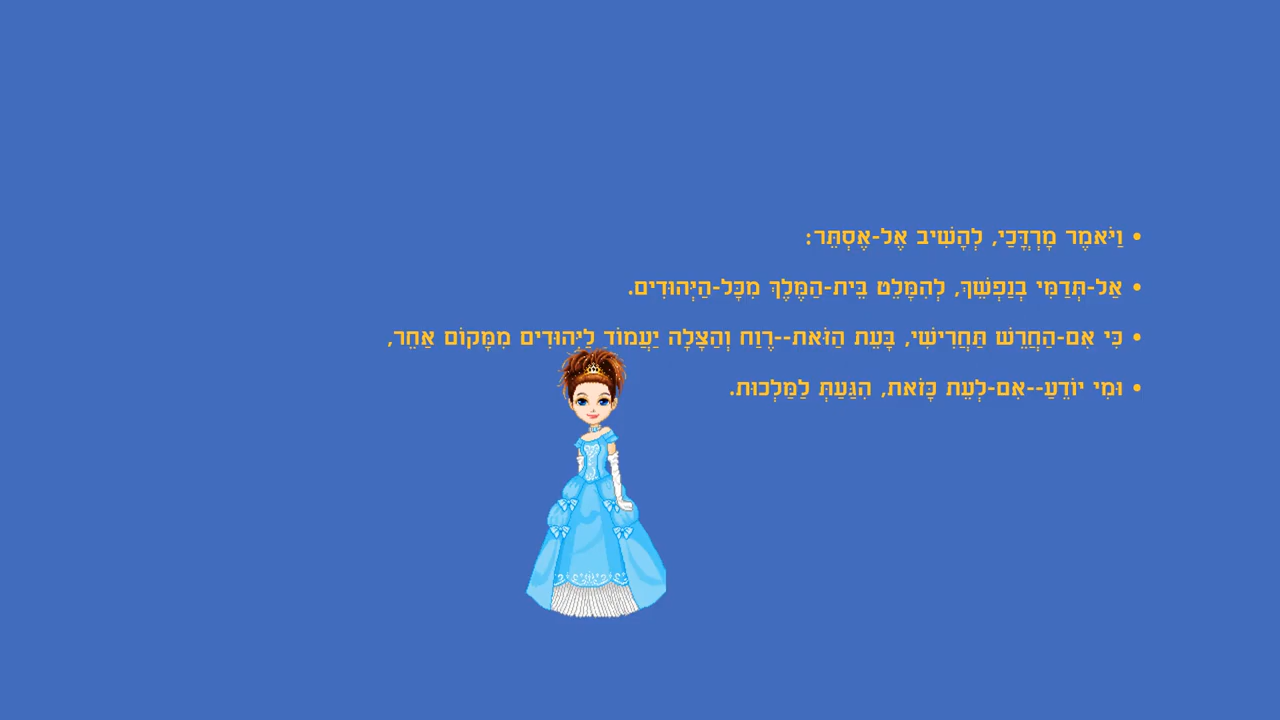 • וַיֹּאמֶר מָרְדֳּכַי, לְהָשִׁיב אֶל-אֶסְתֵּר:
• אַל-תְּדַמִּי בְנַפְשֵׁךְ, לְהִמָּלֵט בֵּית-הַמֶּלֶךְ מִכָּל-הַיְּהוּדִים.
• כִּי אִם-הַחֲרֵשׁ תַּחֲרִישִׁי, בָּעֵת הַזֹּאת--רֶוַח וְהַצָּלָה יַעֲמוֹד לַיְּהוּדִים מִמָּקוֹם אַחֵר,
• וּמִי יוֹדֵעַ--אִם-לְעֵת כָּזֹאת, הִגַּעַתְּ לַמַּלְכוּת.